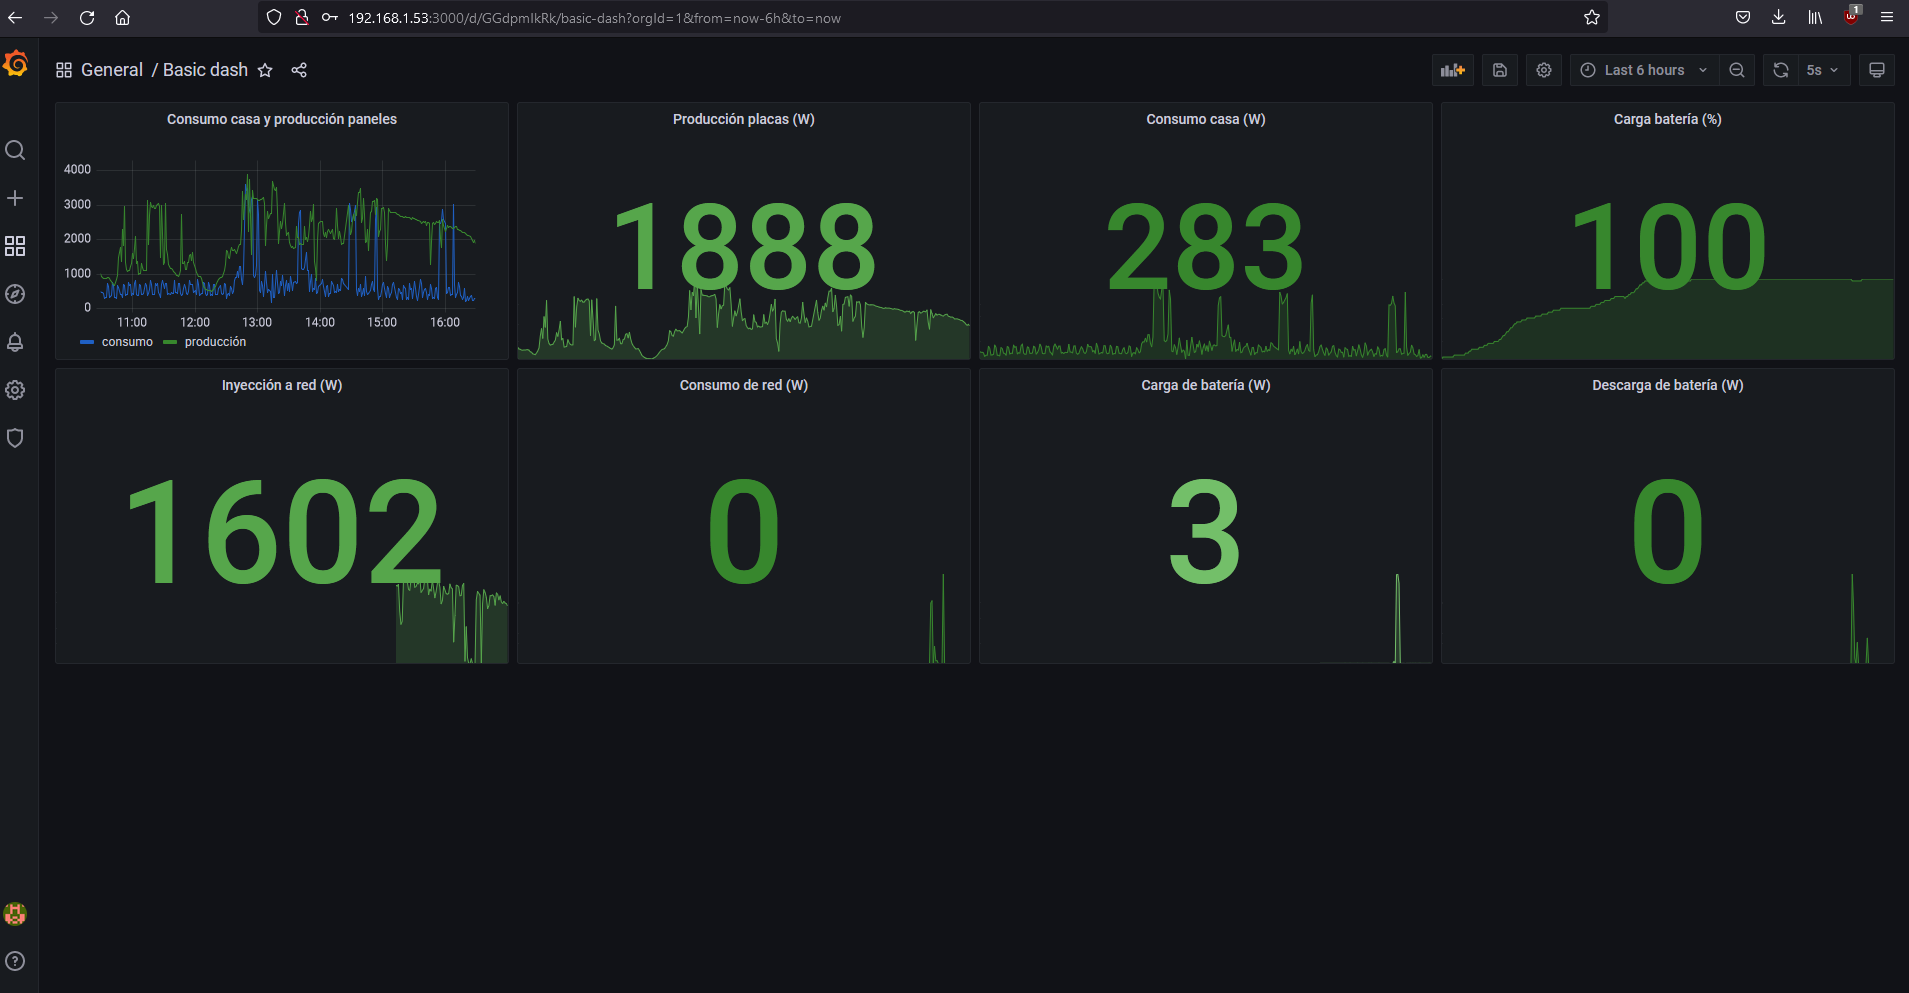 192.168.1.53:3000/d/GGdpmIkRk/basic-dash?orgId=1&from=now-6h&to=now
1
General / Basic dash
Last 6 hours
5s
Consumo casa y producción paneles
4000
3000
2000
1000
0
11:00 12:00 13:00 14:00 15:00 16:00
consumo producción
Producción placas (W)
1888
Consumo casa (W)
283
Carga batería (%)
100
Inyección a red (W)
1602
Consumo de red (W)
0
Carga de batería (W)
3
Descarga de batería (W)
0